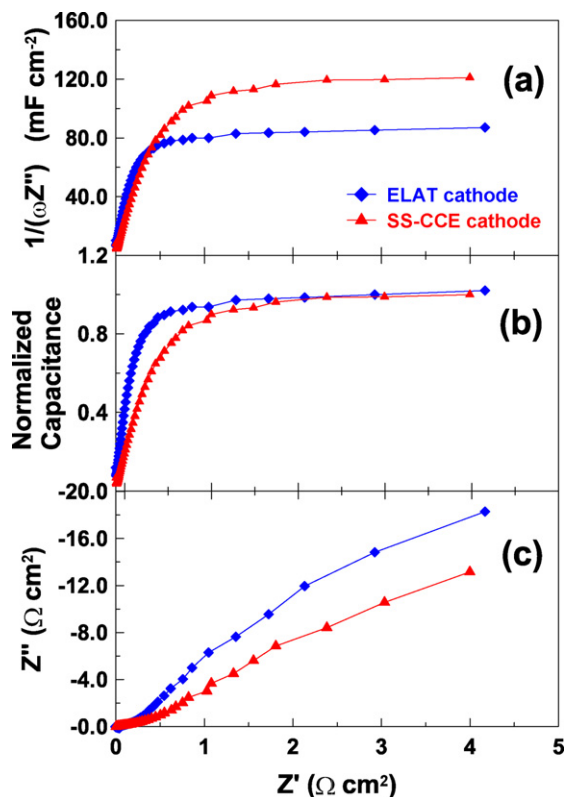 160.0
(a)
120.0
80.0
40.0
1.2
1/(ωZ") (mF cm⁻²)
ELAT cathode
SS-CCE cathode
1.2
(b)
0.8
0.4
Normalized
Capacitance
-20.0
(c)
-16.0
-12.0
-8.0
-4.0
-0.0
Z" (Ω cm²)
0 1 2 3 4 5
Z' (Ω cm²)